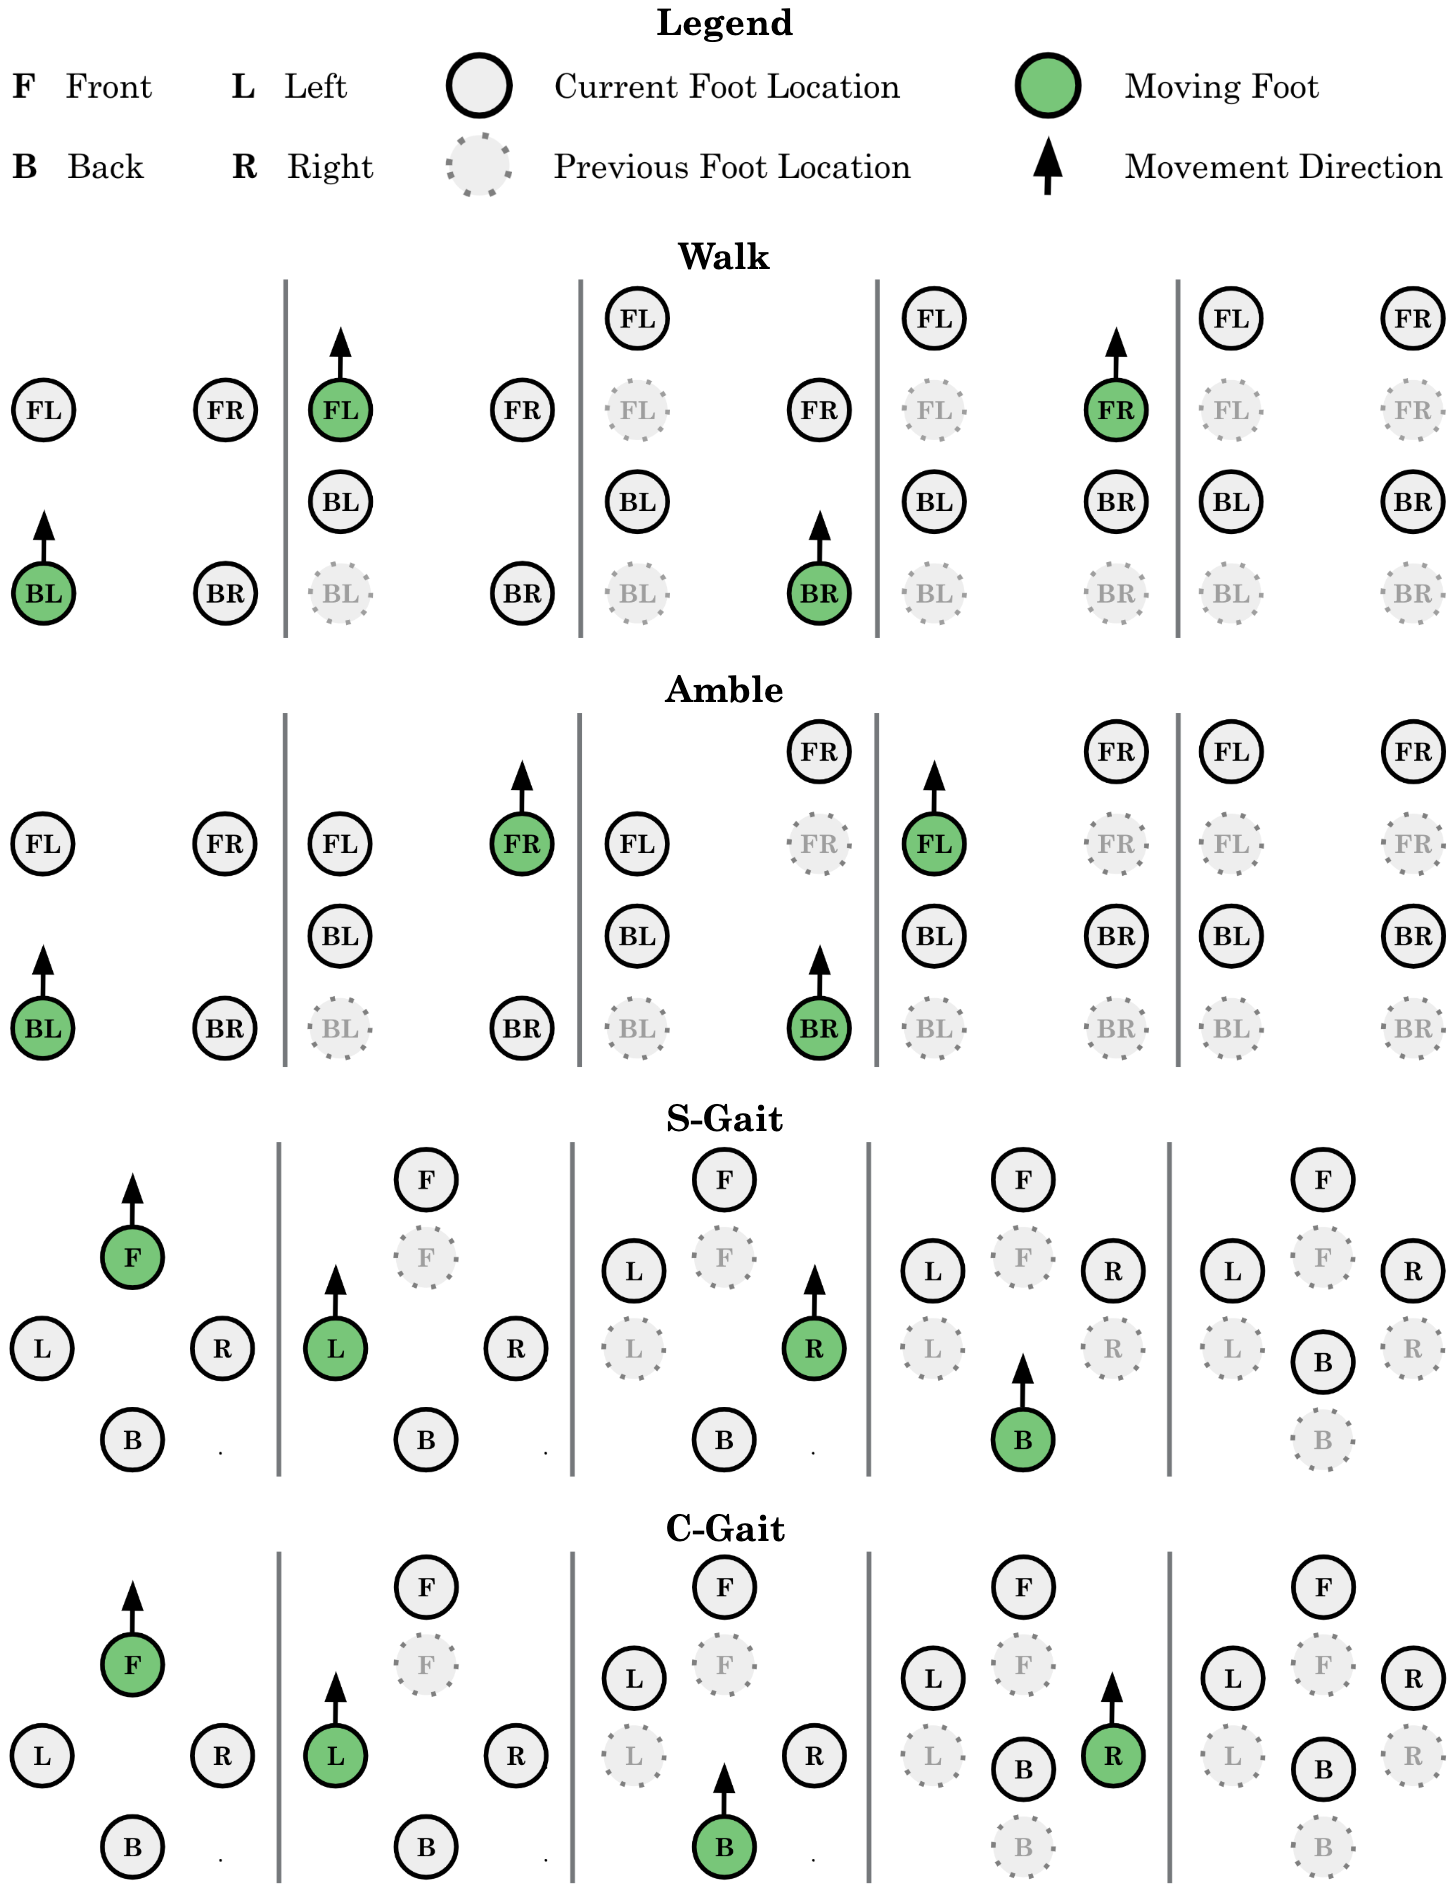 Legend
F Front L Left Current Foot Location Moving Foot
B Back R Right Previous Foot Location Movement Direction
Walk
FL FL FL FR
FL FR FL FR FL FR FL FR FL FR
BL BL BL BR BL BR
BL BR BL BR BL BR BL BR BL BR
Amble
FR FR FL FR
FL FR FL FR FL FR FL FR FL FR
BL BL BL BR BL BR
BL BR BL BR BL BR BL BR BL BR
S-Gait
F F F F
F F F F F
L L R L R
L R L R L R L R L R
B
B B B B B
C-Gait
F F F F
F F F F F
L L L R
L R L R L R L R L R
B B
B B B B B